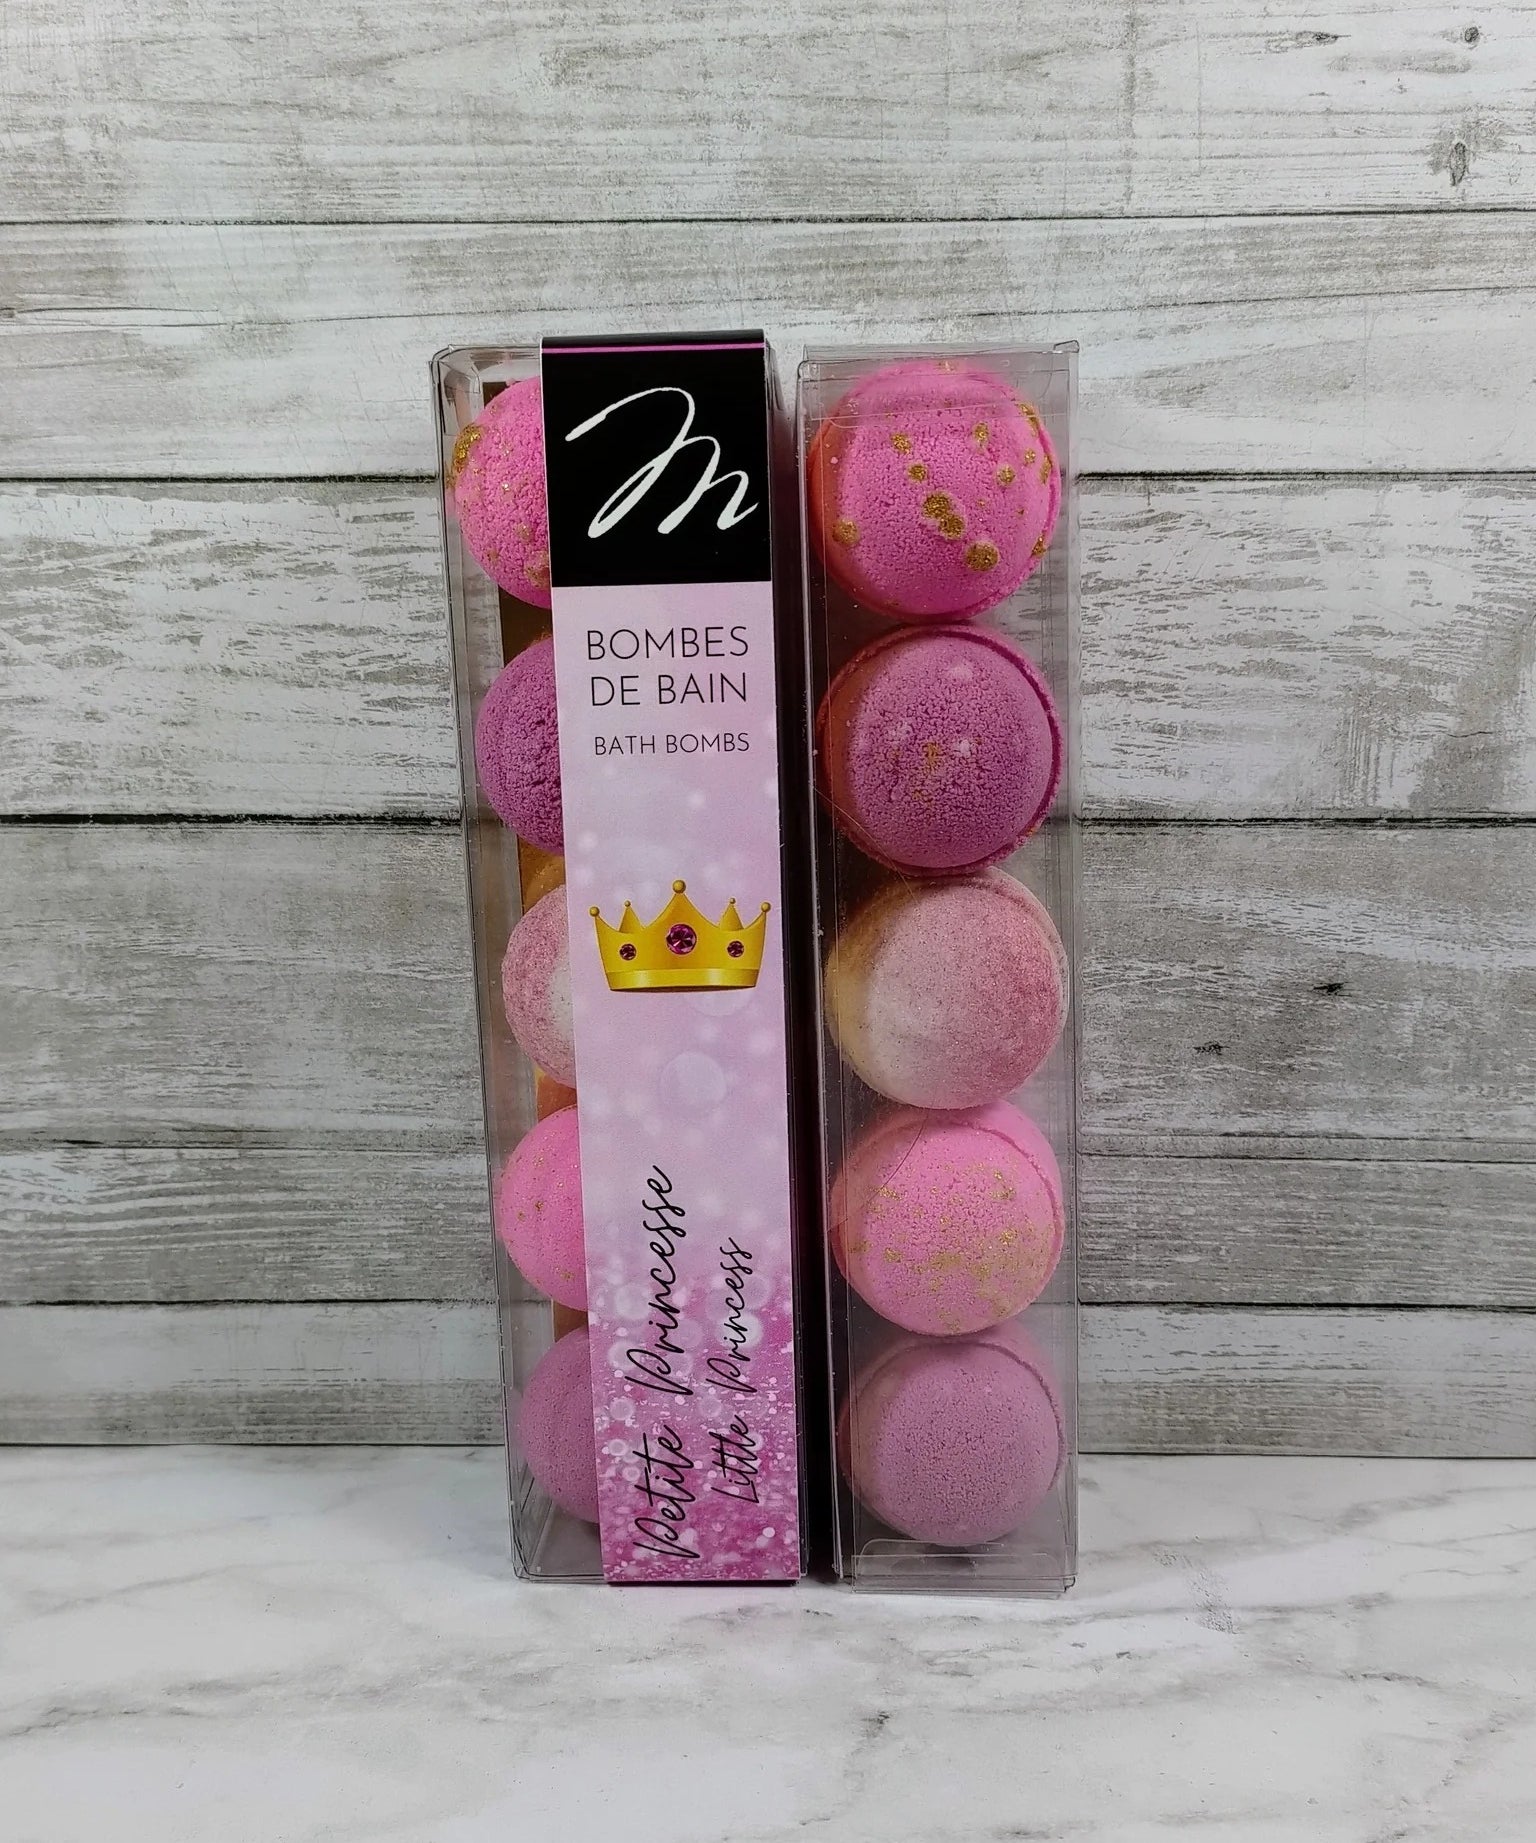 m
BOMBES
DE BAIN
BATH BOMBS
Petite Princesse
Little Princess